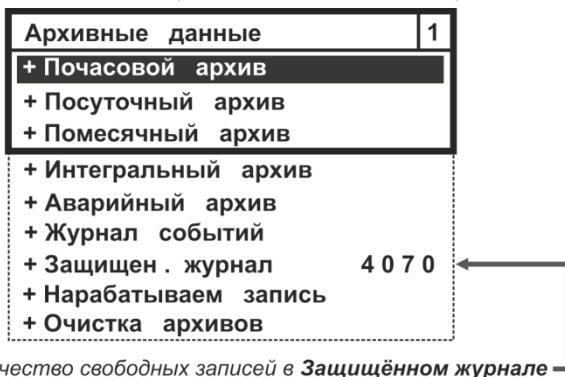 Архивные данные 1
+ Почасовой архив
+ Посуточный архив
+ Помесячный архив
+ Интегральный архив
+ Аварийный архив
+ Журнал событий
+ Защищен . журнал 4070
+ Нарабатываем запись
+ Очистка архивов
свободных записей в Защищённом журнале